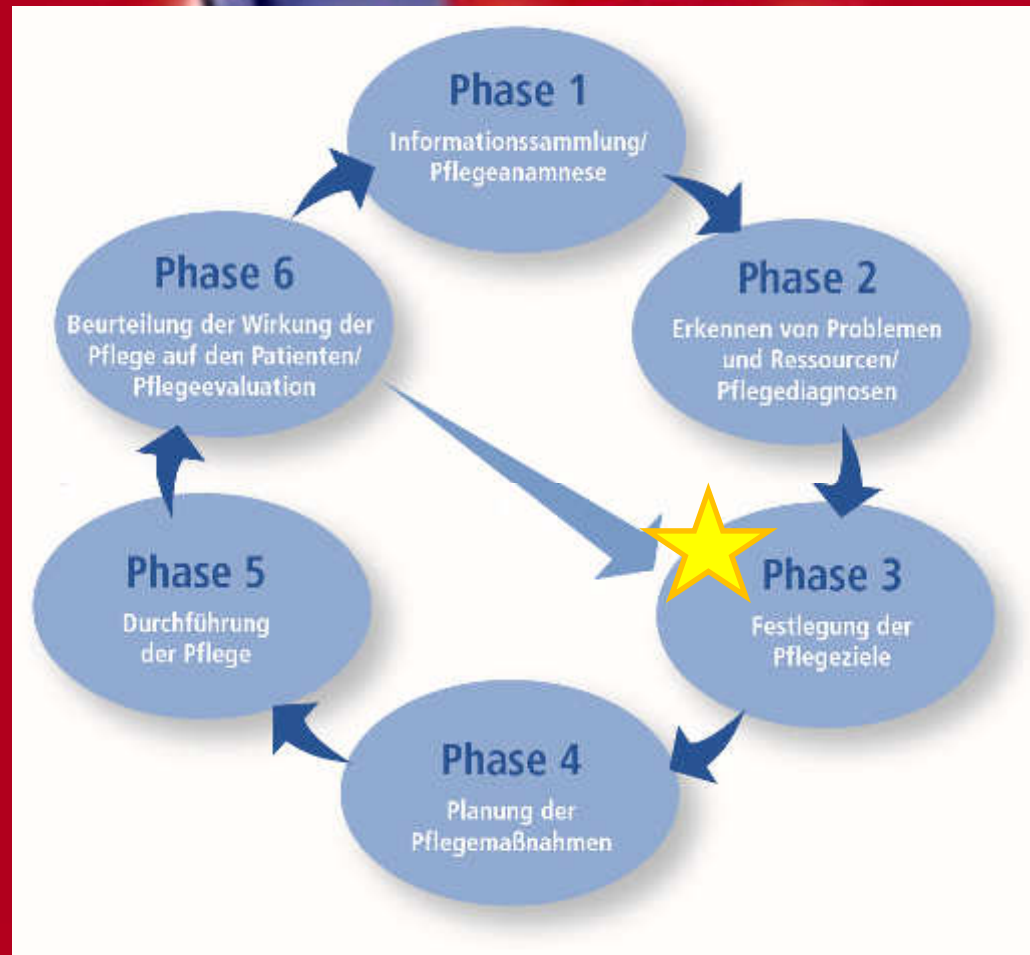 Phase 1
Informationssammlung/
Pflegeanamnese
Phase 2
Erkennen von Problemen
und Ressourcen/
Pflegediagnosen
Phase 3
Festlegung der
Pflegeziele
Phase 4
Planung der
Pflegemaßnahmen
Phase 5
Durchführung
der Pflege
Phase 6
Beurteilung der Wirkung der
Pflege auf den Patienten/
Pflegeevaluation